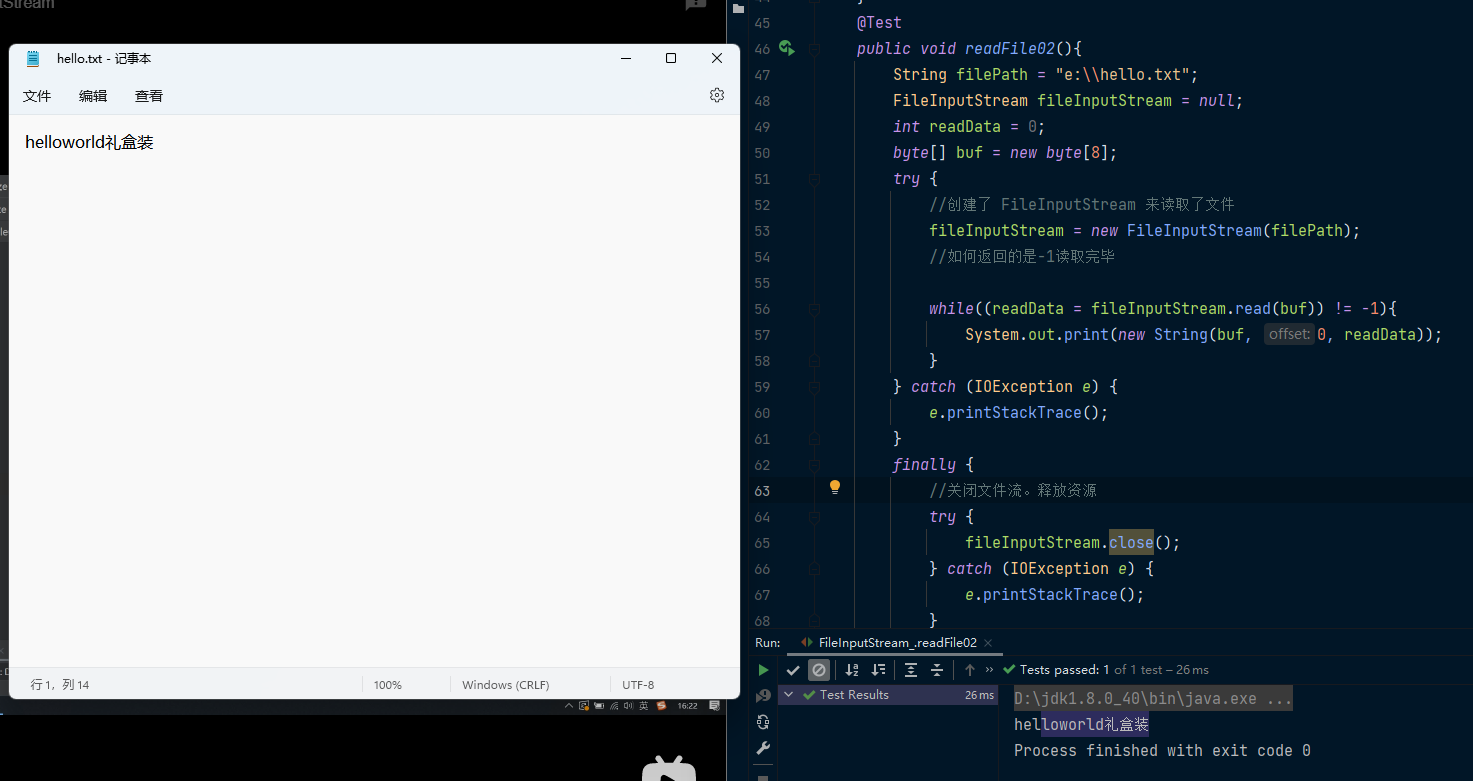 tStream
hello.txt - 记事本
文件 编辑 查看
helloworld礼盒装
行 1，列 14 100% Windows (CRLF) UTF-8
英 16:22
45 @Test
46 public void readFile02(){
47 String filePath = "e:\\hello.txt";
48 FileInputStream fileInputStream = null;
49 int readData = 0;
50 byte[] buf = new byte[8];
51 try {
52 //创建了 FileInputStream 来读取了文件
53 fileInputStream = new FileInputStream(filePath);
54 //如何返回的是-1读取完毕
55
56 while((readData = fileInputStream.read(buf)) != -1){
57 System.out.print(new String(buf, offset: 0, readData));
58 }
59 } catch (IOException e) {
60 e.printStackTrace();
61 }
62 finally {
63 //关闭文件流。释放资源
64 try {
65 fileInputStream.close();
66 } catch (IOException e) {
67 e.printStackTrace();
68 }
Run: FileInputStream_.readFile02
Tests passed: 1 of 1 test – 26 ms
Test Results 26 ms
D:\jdk1.8.0_40\bin\java.exe ...
helloworld礼盒装
Process finished with exit code 0